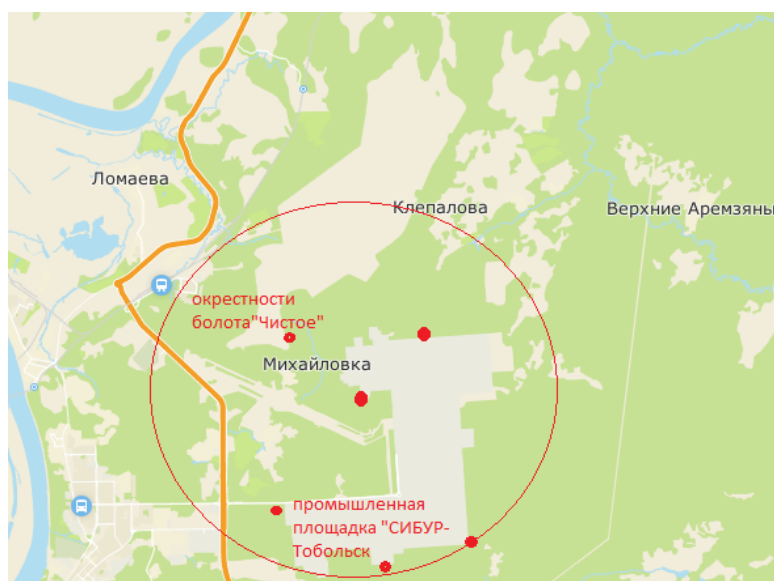 Ломаева
Клепалова
Верхние Аремзяны
окрестности
болота"Чистое"
Михайловка
промышленная
площадка "СИБУР-
Тобольск